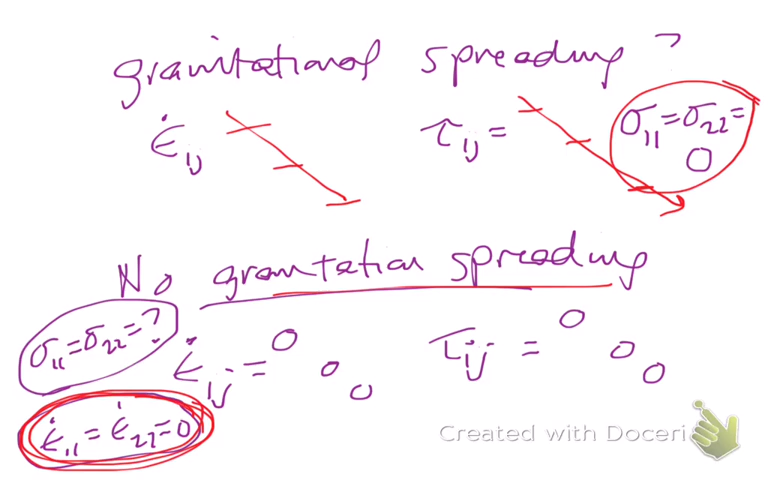 gravitational spreading ?
ε̇ij τij = σ11 = σ22 = 0
No gravitation spreading
σ11 = σ22 = ?
ε̇ij = 0 0 0 τij = 0 0 0
ε̇11 = ε̇22 = 0
Created with Doceri